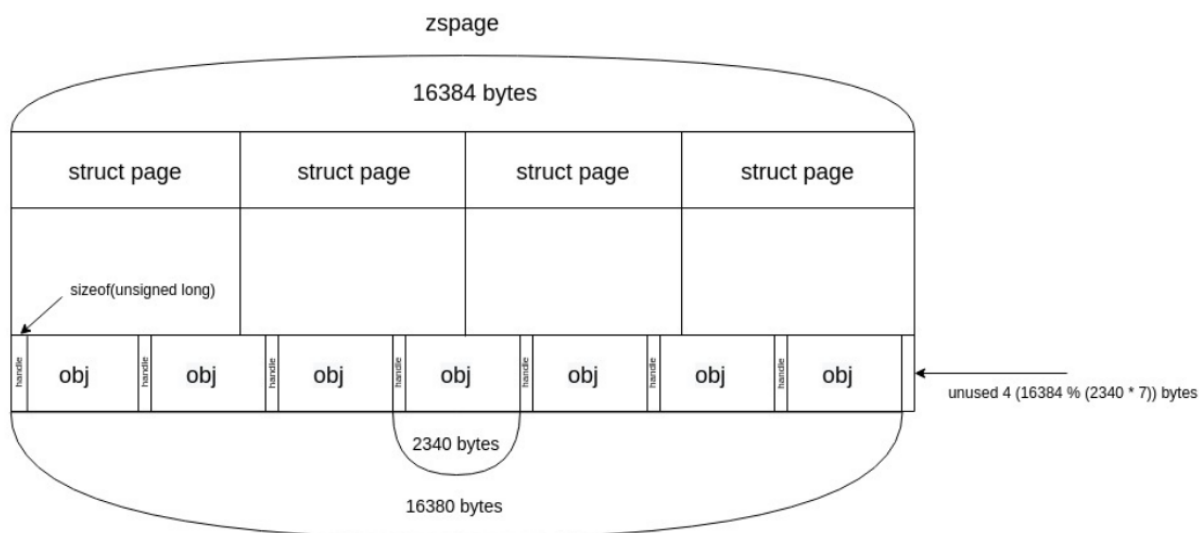 zspage
16384 bytes
struct page struct page struct page struct page
sizeof(unsigned long)
handle obj handle obj handle obj handle obj handle obj handle obj handle obj
unused 4 (16384 % (2340 * 7)) bytes
2340 bytes
16380 bytes